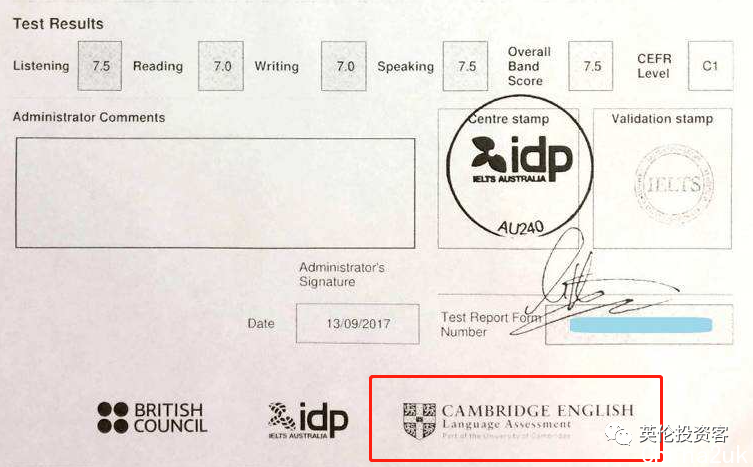 Test Results
Listening 7.5 Reading 7.0 Writing 7.0 Speaking 7.5 Overall Band Score 7.5 CEFR Level C1
Administrator Comments
Centre stamp
Validation stamp
idp
IELTS AUSTRALIA
AU240
IELTS
Administrator's
Signature
Date 13/09/2017
Test Report Form
Number
BRITISH
COUNCIL
idp
IELTS AUSTRALIA
CAMBRIDGE ENGLISH
Language Assessment
Part of the University of Cambridge
英伦投资客